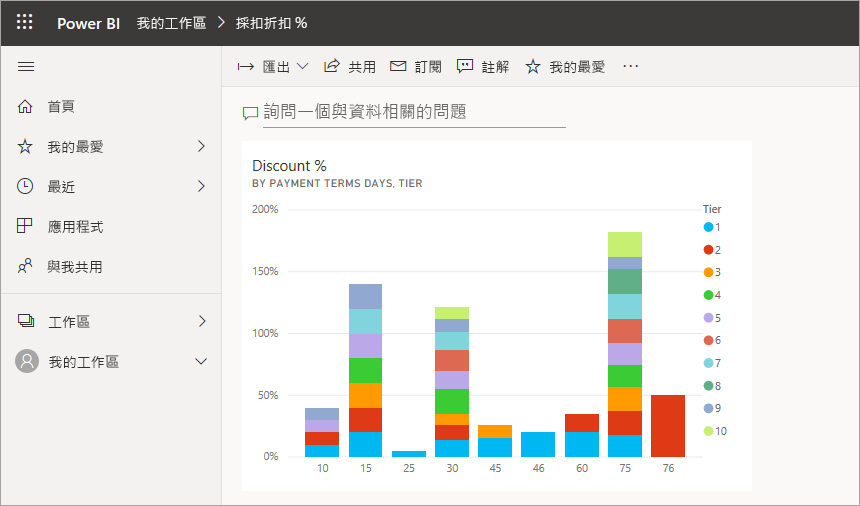 Power BI 我的工作區 > 採扣折扣 %
匯出 共用 訂閱 註解 我的最愛 ···
首頁
我的最愛
最近
應用程式
與我共用
工作區
我的工作區
詢問一個與資料相關的問題
Discount %
BY PAYMENT TERMS DAYS, TIER
200%
150%
100%
50%
0%
10 15 25 30 45 46 60 75 76
Tier
1
2
3
4
5
6
7
8
9
10